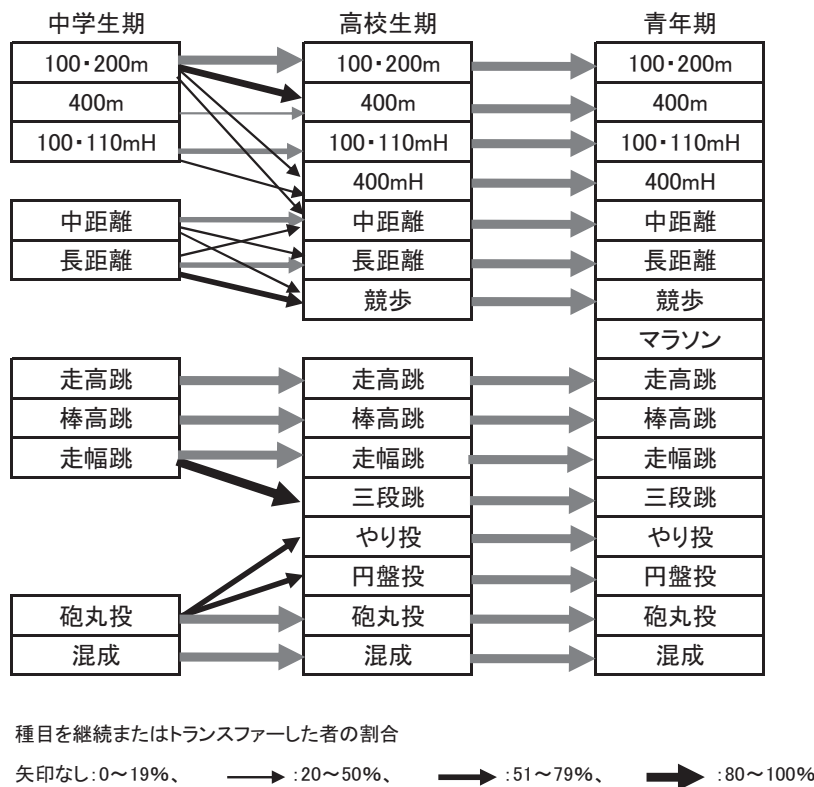 中学生期 高校生期 青年期
100・200m 100・200m 100・200m
400m 400m 400m
100・110mH 100・110mH 100・110mH
400mH 400mH
中距離 中距離 中距離
長距離 長距離 長距離
競歩 競歩
マラソン
走高跳 走高跳 走高跳
棒高跳 棒高跳 棒高跳
走幅跳 走幅跳 走幅跳
三段跳 三段跳
やり投 やり投
円盤投 円盤投
砲丸投 砲丸投 砲丸投
混成 混成 混成
種目を継続またはトランスファーした者の割合
矢印なし:0～19%、 :20～50%、 :51～79%、 :80～100%